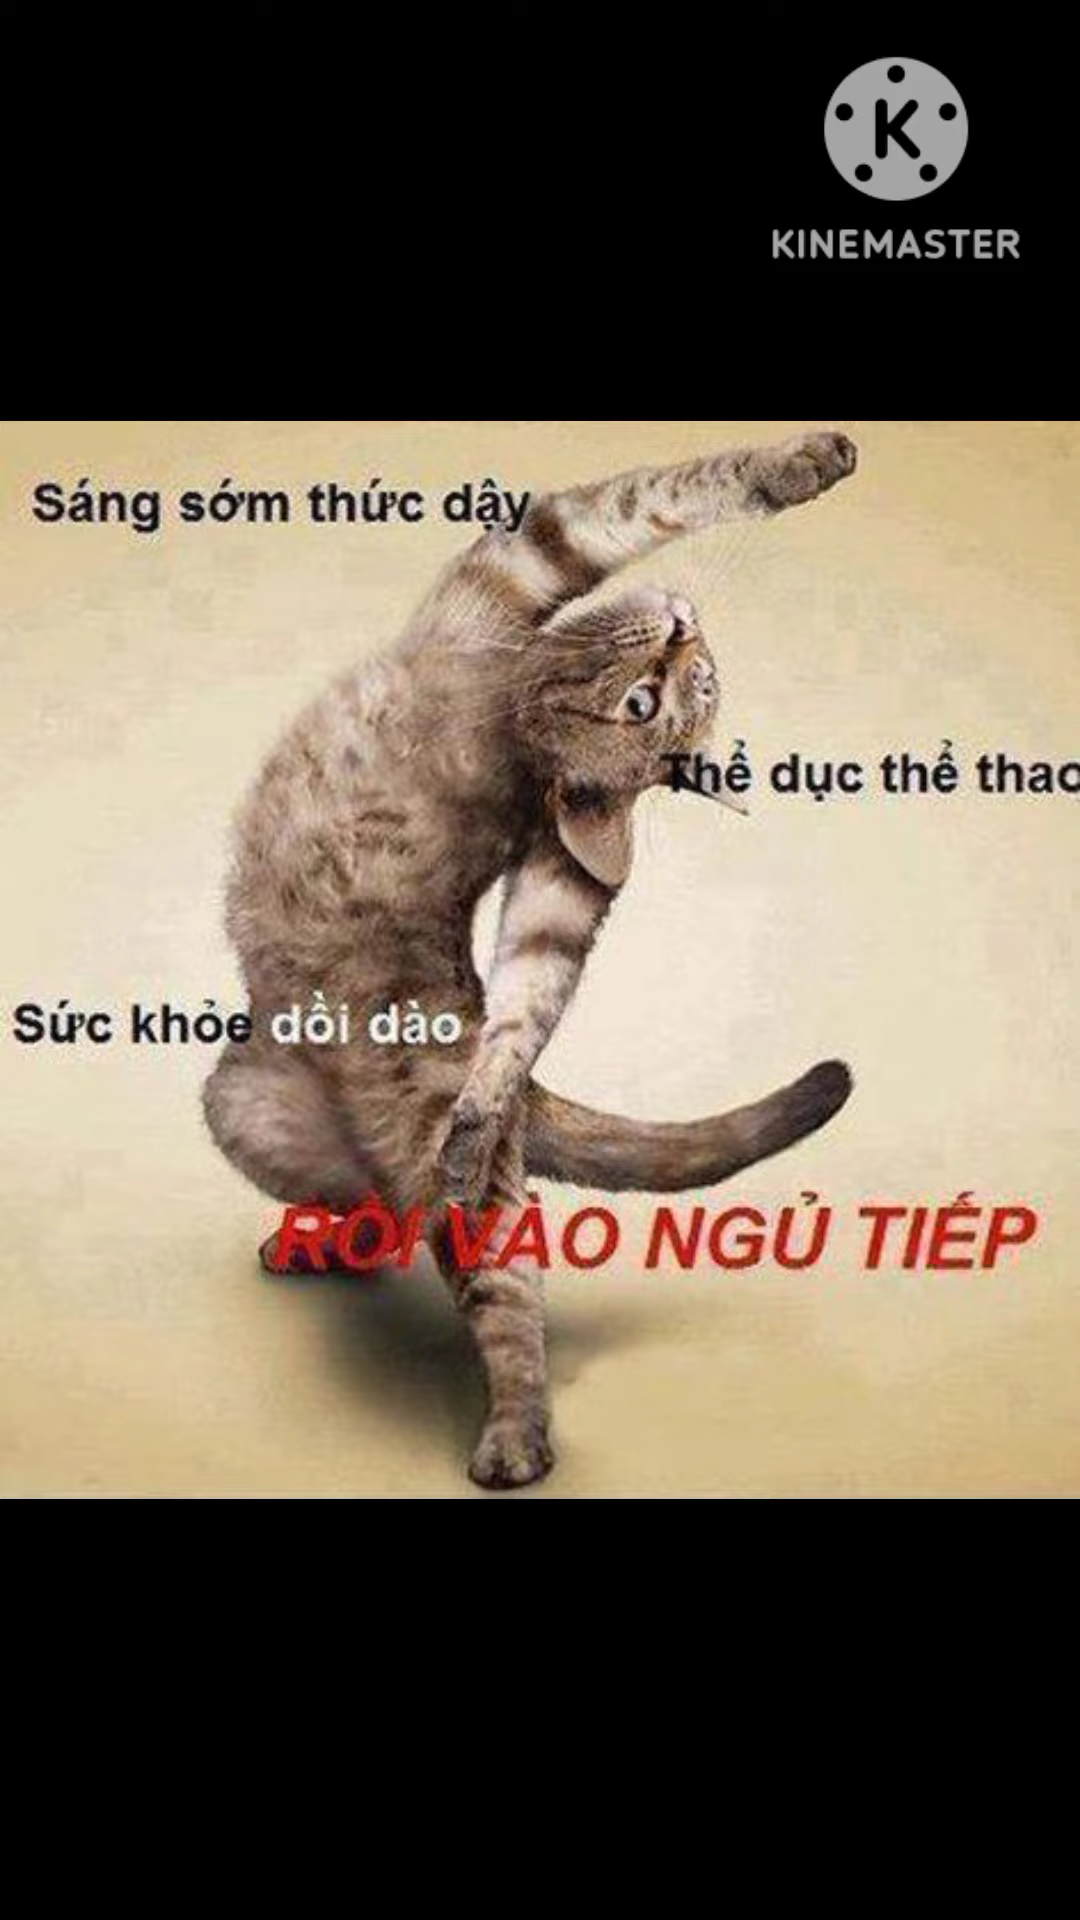 KINEMASTER
Sáng sớm thức dậy
Thể dục thể thao
Sức khỏe dồi dào
RỒI VÀO NGỦ TIẾP